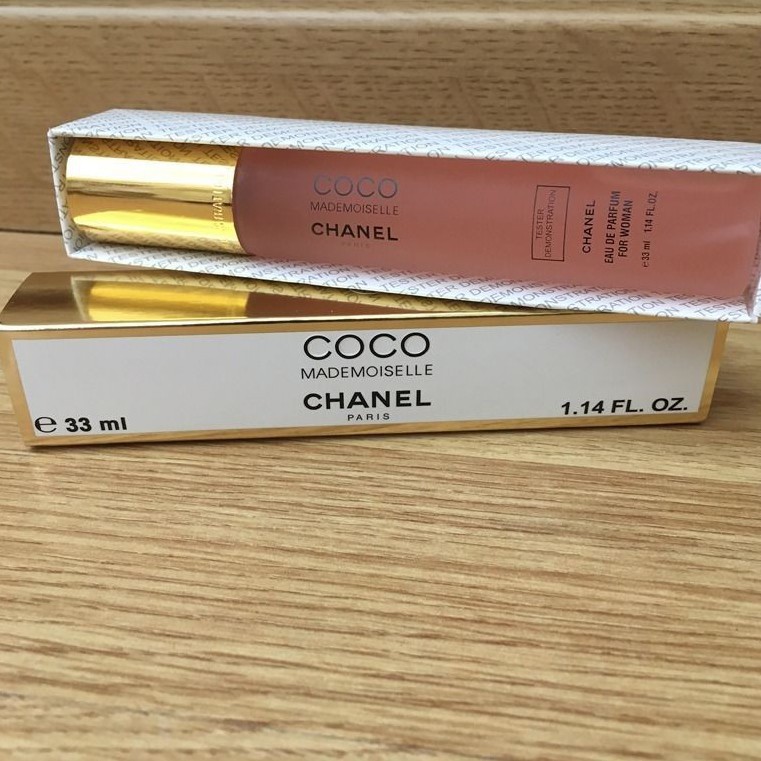 COCO
MADEMOISELLE
CHANEL
PARIS
TESTER
DEMONSTRATION
CHANEL
EAU DE PARFUM
FOR WOMAN
e 33 ml 1.14 FL.OZ.
COCO
MADEMOISELLE
CHANEL
PARIS
e 33 ml
1.14 FL. OZ.